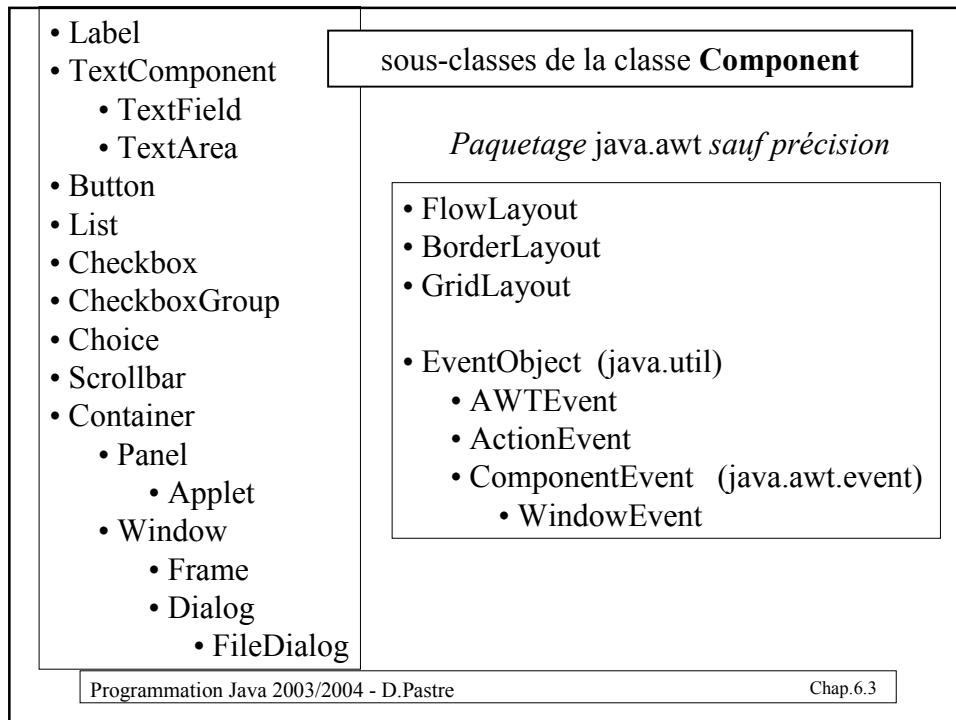 • Label
• TextComponent
• TextField
• TextArea
• Button
• List
• Checkbox
• CheckboxGroup
• Choice
• Scrollbar
• Container
• Panel
• Applet
• Window
• Frame
• Dialog
• FileDialog
sous-classes de la classe Component
Paquetage java.awt sauf précision
• FlowLayout
• BorderLayout
• GridLayout
• EventObject (java.util)
• AWTEvent
• ActionEvent
• ComponentEvent (java.awt.event)
• WindowEvent
Programmation Java 2003/2004 - D.Pastre Chap.6.3